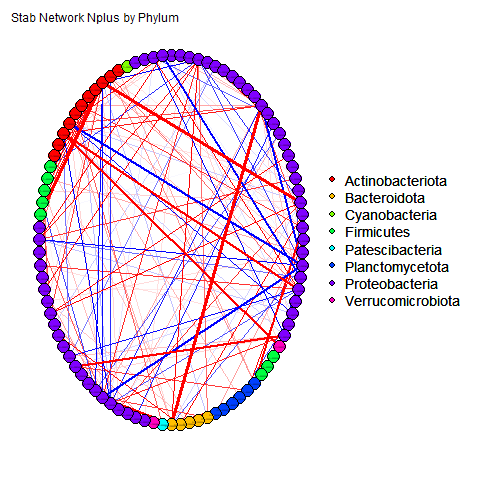 Stab Network Nplus by Phylum
Actinobacteriota
Bacteroidota
Cyanobacteria
Firmicutes
Patescibacteria
Planctomycetota
Proteobacteria
Verrucomicrobiota